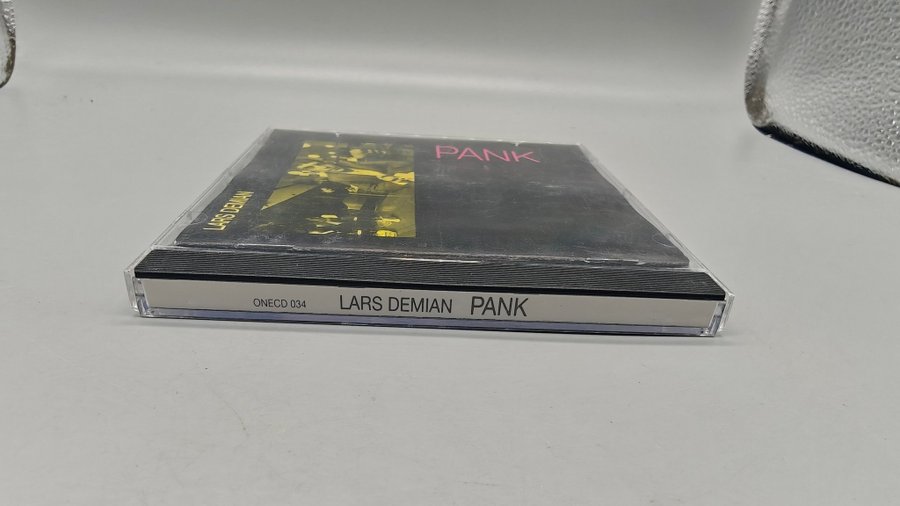 PANK
LARS DEMIAN
ONECD 034 LARS DEMIAN PANK